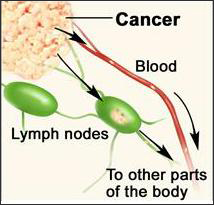 Cancer
Blood
Lymph nodes
To other parts
of the body